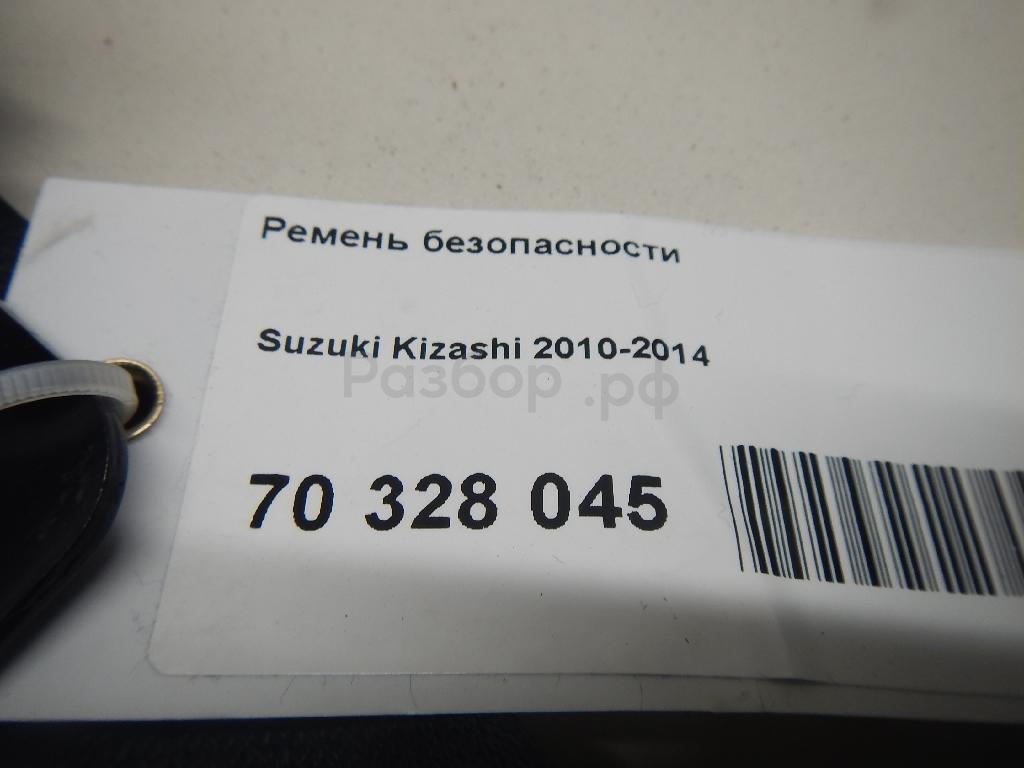 Ремень безопасности
Suzuki Kizashi 2010-2014
Разбор.рф
70 328 045